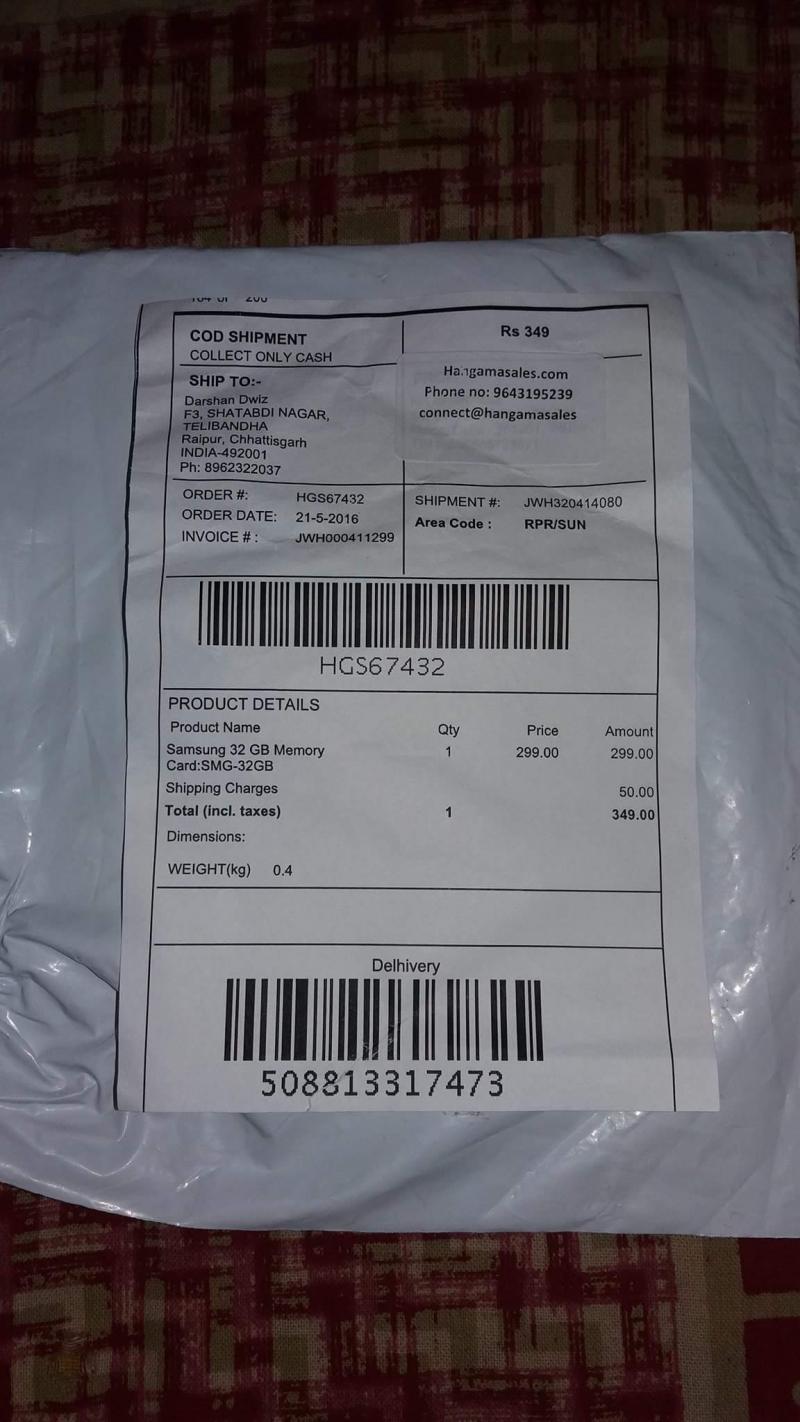 COD SHIPMENT
COLLECT ONLY CASH
Rs 349
SHIP TO:-
Darshan Dwiz
F3, SHATABDI NAGAR,
TELIBANDHA
Raipur, Chhattisgarh
INDIA-492001
Ph: 8962322037
Hangamasales.com
Phone no: 9643195239
connect@hangamasales
ORDER #: HGS67432
ORDER DATE: 21-5-2016
INVOICE # : JWH000411299
SHIPMENT #: JWH320414080
Area Code : RPR/SUN
HGS67432
PRODUCT DETAILS
Product Name Qty Price Amount
Samsung 32 GB Memory 1 299.00 299.00
Card:SMG-32GB
Shipping Charges 50.00
Total (incl. taxes) 1 349.00
Dimensions:
WEIGHT(kg) 0.4
Delhivery
508813317473